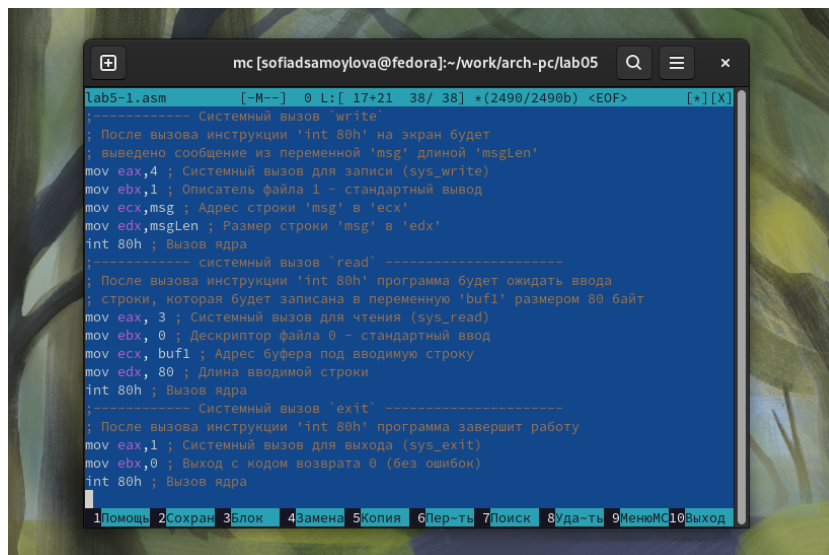 mc [sofiadsamoylova@fedora]:~/work/arch-pc/lab05
lab5-1.asm [-M--] 0 L:[ 17+21 38/ 38] *(2490/2490b) <EOF> [*][X]
;------------ Системный вызов `write`
; После вызова инструкции 'int 80h' на экран будет
; выведено сообщение из переменной 'msg' длиной 'msgLen'
mov eax,4 ; Системный вызов для записи (sys_write)
mov ebx,1 ; Описатель файла 1 - стандартный вывод
mov ecx,msg ; Адрес строки 'msg' в 'ecx'
mov edx,msgLen ; Размер строки 'msg' в 'edx'
int 80h ; Вызов ядра
;------------ системный вызов `read` ----------------------
; После вызова инструкции 'int 80h' программа будет ожидать ввода
; строки, которая будет записана в переменную 'buf1' размером 80 байт
mov eax, 3 ; Системный вызов для чтения (sys_read)
mov ebx, 0 ; Дескриптор файла 0 - стандартный ввод
mov ecx, buf1 ; Адрес буфера под вводимую строку
mov edx, 80 ; Длина вводимой строки
int 80h ; Вызов ядра
;------------ Системный вызов `exit` ----------------------
; После вызова инструкции 'int 80h' программа завершит работу
mov eax,1 ; Системный вызов для выхода (sys_exit)
mov ebx,0 ; Выход с кодом возврата 0 (без ошибок)
int 80h ; Вызов ядра
1Помощь 2Сохран 3Блок 4Замена 5Копия 6Пер~ть 7Поиск 8Уда~ть 9МенюMC 10Выход